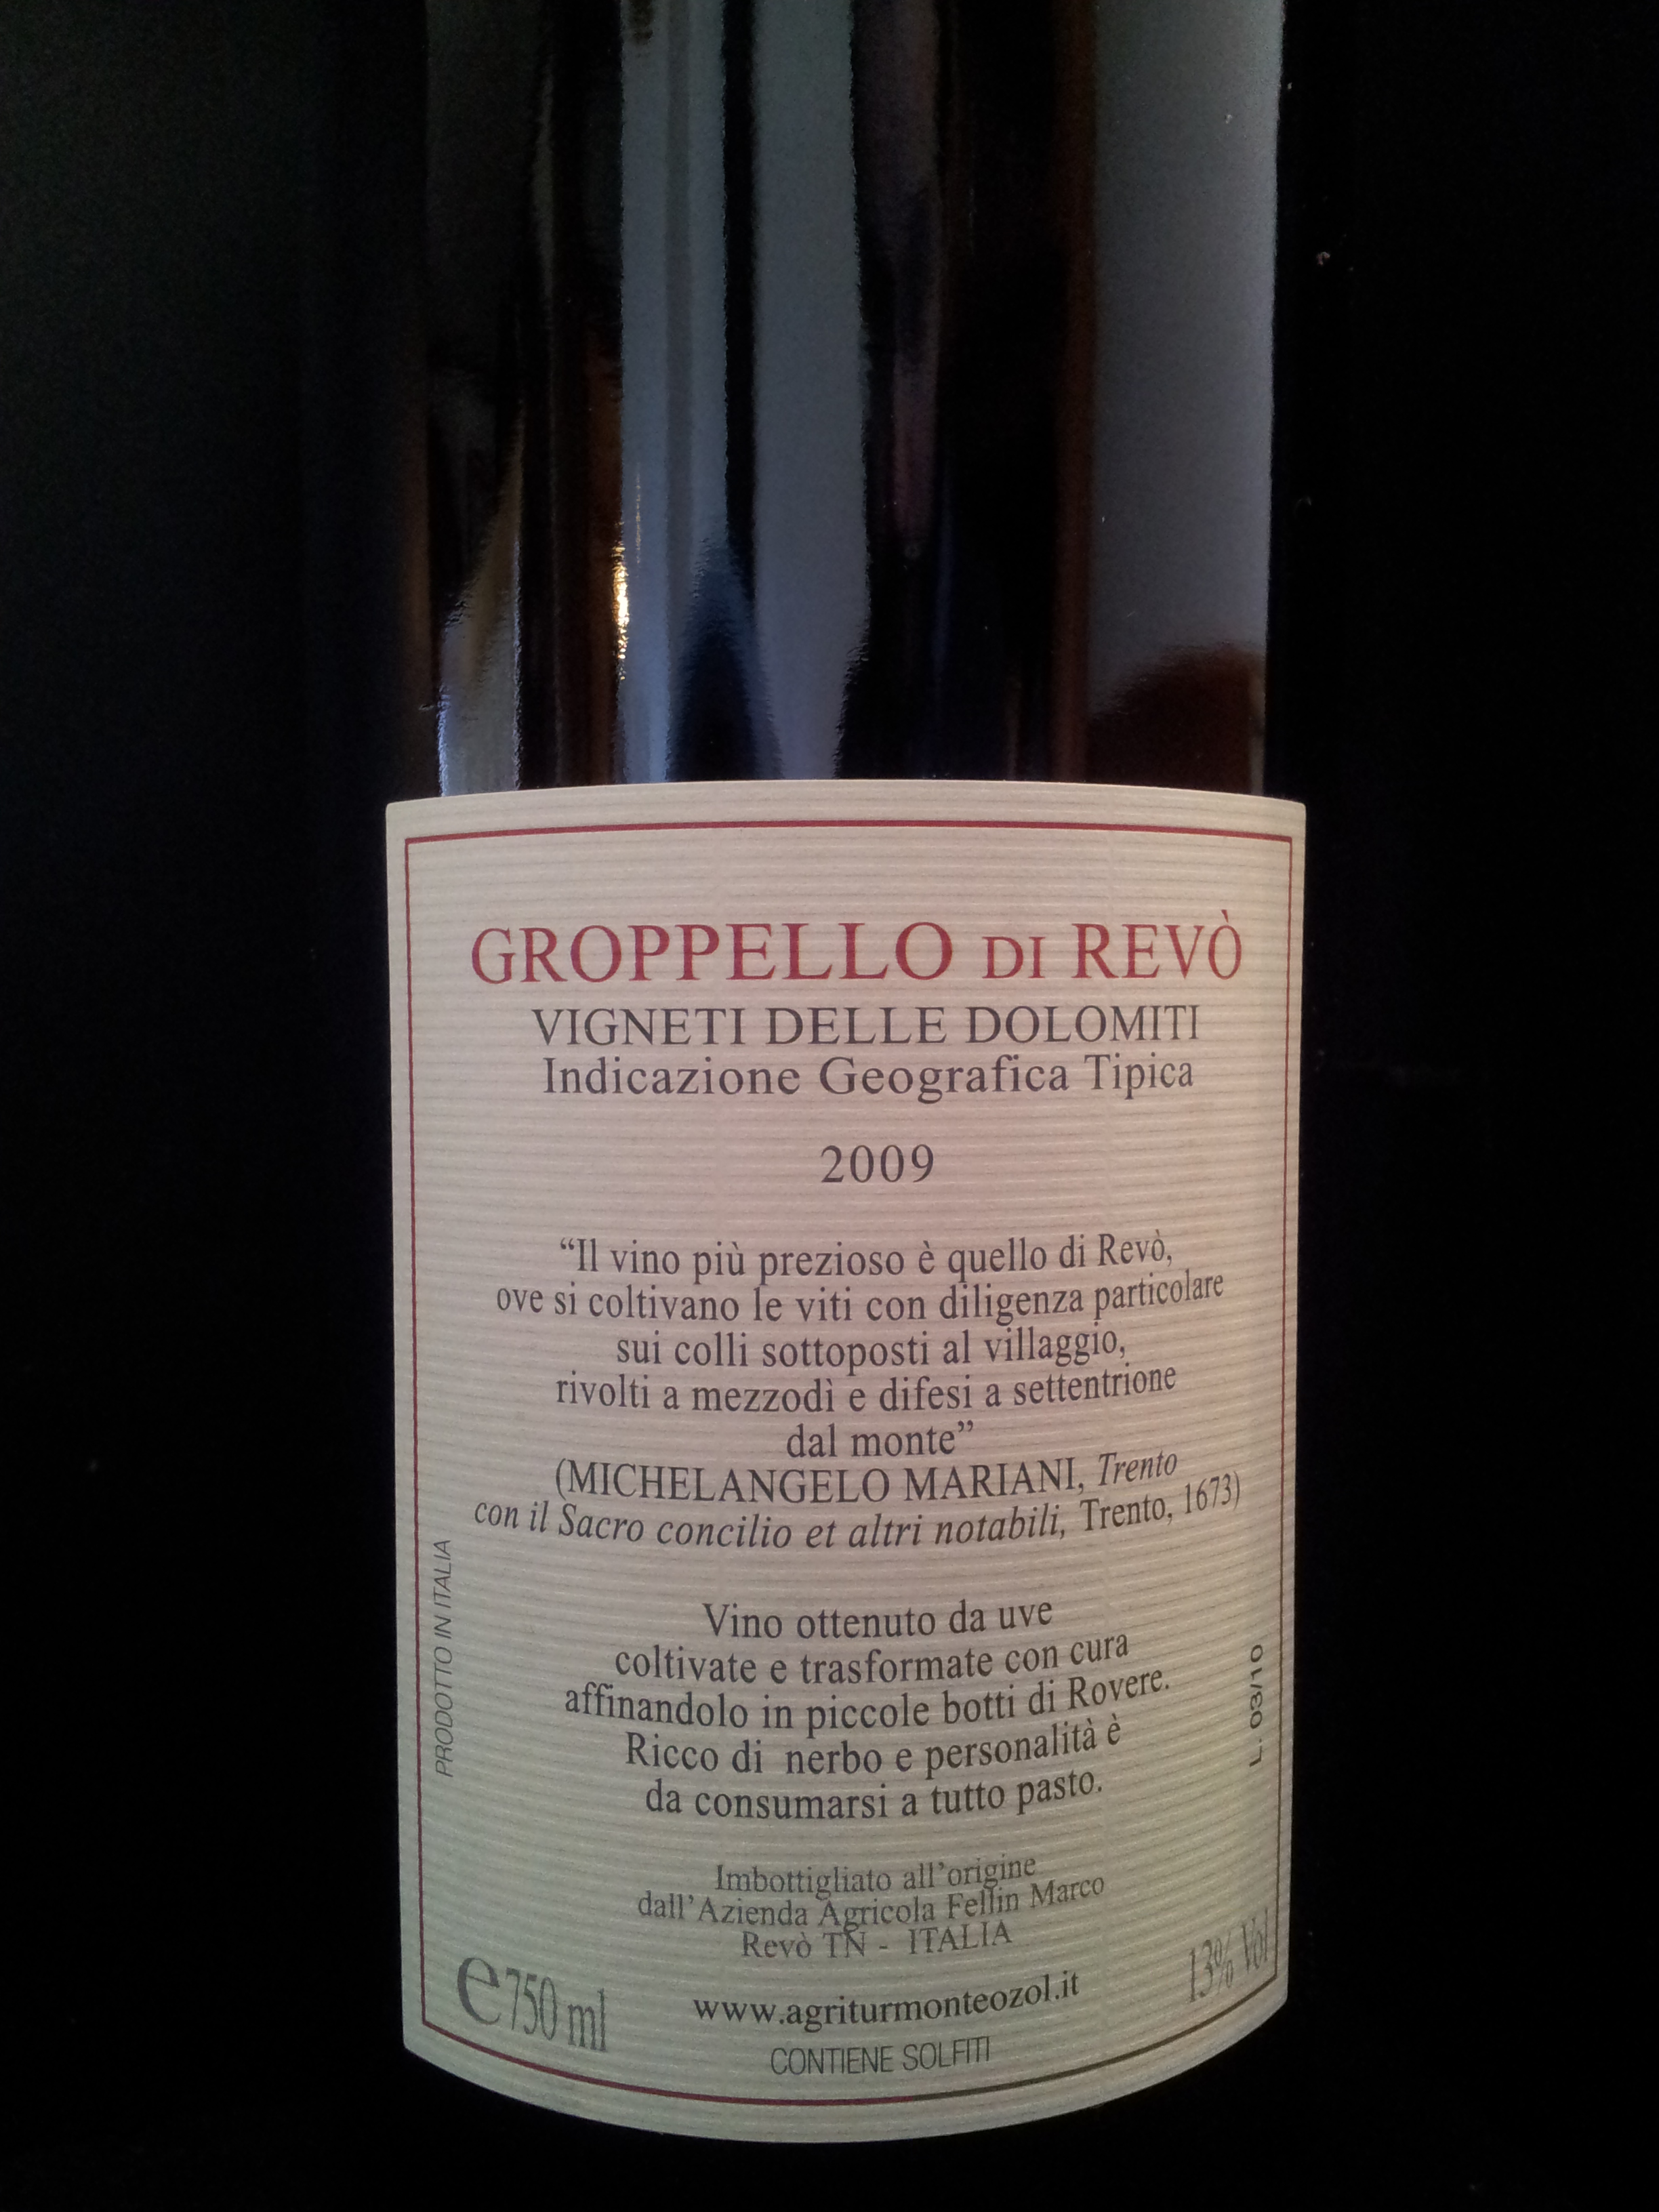 GROPPELLO DI REVÒ
VIGNETI DELLE DOLOMITI
Indicazione Geografica Tipica
2009
“Il vino più prezioso è quello di Revò,
ove si coltivano le viti con diligenza particolare
sui colli sottoposti al villaggio,
rivolti a mezzodì e difesi a settentrione
dal monte”
(MICHELANGELO MARIANI, Trento
con il Sacro concilio et altri notabili, Trento, 1673)
Vino ottenuto da uve
coltivate e trasformate con cura
affinandolo in piccole botti di Rovere.
Ricco di nerbo e personalità è
da consumarsi a tutto pasto.
PRODOTTO IN ITALIA
L. 03/10
Imbottigliato all’origine
dall’Azienda Agricola Fellin Marco
Revò TN - ITALIA
e 750 ml
www.agriturmonteozol.it
13% Vol
CONTIENE SOLFITI